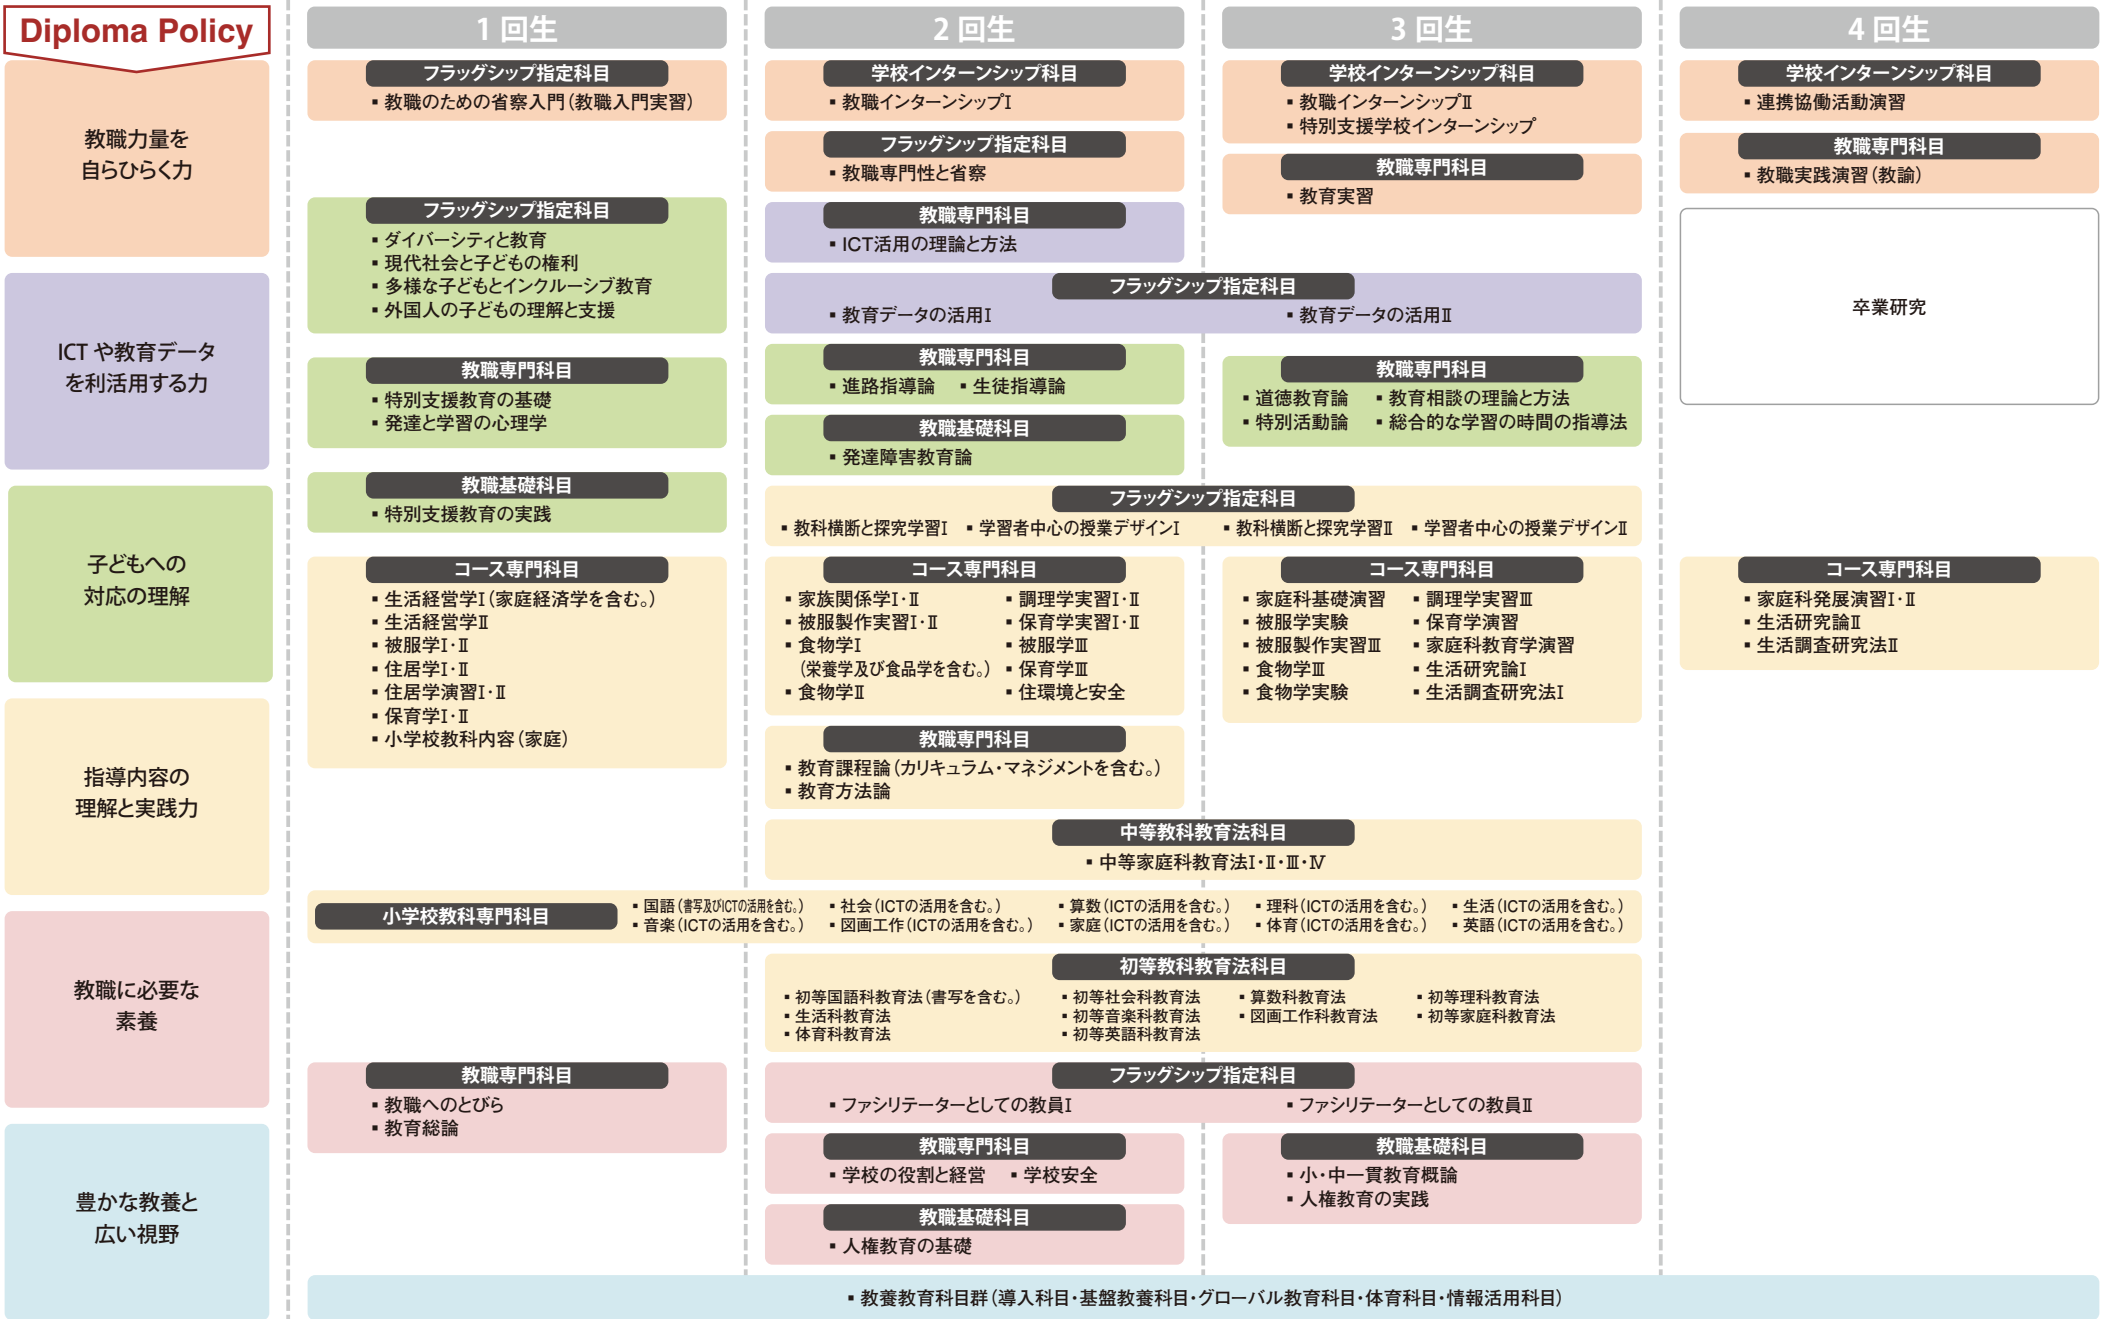 Diploma Policy
教職力量を
自らひらく力
ICT や教育データ
を利活用する力
子どもへの
対応の理解
指導内容の
理解と実践力
教職に必要な
素養
豊かな教養と
広い視野
1 回生
フラッグシップ指定科目
▪ 教職のための省察入門（教職入門実習）
フラッグシップ指定科目
▪ ダイバーシティと教育
▪ 現代社会と子どもの権利
▪ 多様な子どもとインクルーシブ教育
▪ 外国人の子どもの理解と支援
教職専門科目
▪ 特別支援教育の基礎
▪ 発達と学習の心理学
教職基礎科目
▪ 特別支援教育の実践
コース専門科目
▪ 生活経営学Ⅰ（家庭経済学を含む。）
▪ 生活経営学Ⅱ
▪ 被服学Ⅰ・Ⅱ
▪ 住居学Ⅰ・Ⅱ
▪ 住居学演習Ⅰ・Ⅱ
▪ 保育学Ⅰ・Ⅱ
▪ 小学校教科内容（家庭）
2 回生
学校インターンシップ科目
▪ 教職インターンシップⅠ
フラッグシップ指定科目
▪ 教職専門性と省察
教職専門科目
▪ ICT活用の理論と方法
3 回生
学校インターンシップ科目
▪ 教職インターンシップⅡ
▪ 特別支援学校インターンシップ
教職専門科目
▪ 教育実習
4 回生
学校インターンシップ科目
▪ 連携協働活動演習
教職専門科目
▪ 教職実践演習（教諭）
卒業研究
フラッグシップ指定科目
▪ 教育データの活用Ⅰ ▪ 教育データの活用Ⅱ
教職専門科目
▪ 進路指導論 ▪ 生徒指導論
教職基礎科目
▪ 発達障害教育論
教職専門科目
▪ 道徳教育論 ▪ 教育相談の理論と方法
▪ 特別活動論 ▪ 総合的な学習の時間の指導法
フラッグシップ指定科目
▪ 教科横断と探究学習Ⅰ ▪ 学習者中心の授業デザインⅠ ▪ 教科横断と探究学習Ⅱ ▪ 学習者中心の授業デザインⅡ
コース専門科目
▪ 家族関係学Ⅰ・Ⅱ ▪ 調理学実習Ⅰ・Ⅱ
▪ 被服製作実習Ⅰ・Ⅱ ▪ 保育学実習Ⅰ・Ⅱ
▪ 食物学Ⅰ ▪ 被服学Ⅲ
（栄養学及び食品学を含む。） ▪ 保育学Ⅲ
▪ 食物学Ⅱ ▪ 住環境と安全
コース専門科目
▪ 家庭科基礎演習 ▪ 調理学実習Ⅲ
▪ 被服学実験 ▪ 保育学演習
▪ 被服製作実習Ⅲ ▪ 家庭科教育学演習
▪ 食物学Ⅲ ▪ 生活研究論Ⅰ
▪ 食物学実験 ▪ 生活調査研究法Ⅰ
コース専門科目
▪ 家庭科発展演習Ⅰ・Ⅱ
▪ 生活研究論Ⅱ
▪ 生活調査研究法Ⅱ
教職専門科目
▪ 教育課程論（カリキュラム・マネジメントを含む。）
▪ 教育方法論
中等教科教育法科目
▪ 中等家庭科教育法Ⅰ・Ⅱ・Ⅲ・Ⅳ
小学校教科専門科目
▪ 国語（書写及びICTの活用を含む。） ▪ 社会（ICTの活用を含む。） ▪ 算数（ICTの活用を含む。） ▪ 理科（ICTの活用を含む。） ▪ 生活（ICTの活用を含む。）
▪ 音楽（ICTの活用を含む。） ▪ 図画工作（ICTの活用を含む。） ▪ 家庭（ICTの活用を含む。） ▪ 体育（ICTの活用を含む。） ▪ 英語（ICTの活用を含む。）
初等教科教育法科目
▪ 初等国語科教育法（書写を含む。） ▪ 初等社会科教育法 ▪ 算数科教育法 ▪ 初等理科教育法
▪ 生活科教育法 ▪ 初等音楽科教育法 ▪ 図画工作科教育法 ▪ 初等家庭科教育法
▪ 体育科教育法 ▪ 初等英語科教育法
教職専門科目
▪ 教職へのとびら
▪ 教育総論
フラッグシップ指定科目
▪ ファシリテーターとしての教員Ⅰ ▪ ファシリテーターとしての教員Ⅱ
教職専門科目
▪ 学校の役割と経営 ▪ 学校安全
教職基礎科目
▪ 人権教育の基礎
教職基礎科目
▪ 小・中一貫教育概論
▪ 人権教育の実践
▪ 教養教育科目群（導入科目・基盤教養科目・グローバル教育科目・体育科目・情報活用科目）